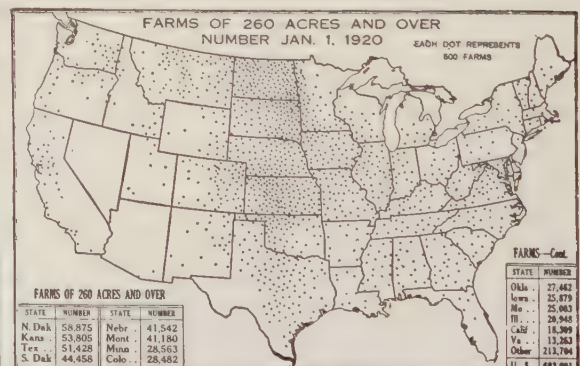 FARMS OF 260 ACRES AND OVER
NUMBER JAN. 1, 1920
EACH DOT REPRESENTS
500 FARMS
FARMS OF 260 ACRES AND OVER
STATE NUMBER STATE NUMBER
N. Dak 58,875 Nebr. 41,542
Kans. 53,805 Mont 41,180
Tex. 51,428 Minn 28,563
S. Dak 44,458 Colo. 28,482
FARMS—Cont.
STATE NUMBER
Okla. 27,462
Iowa. 25,879
Mo. 25,003
Ill. 20,948
Calif 18,309
Va. 13,263
Other 213,704
U. S.